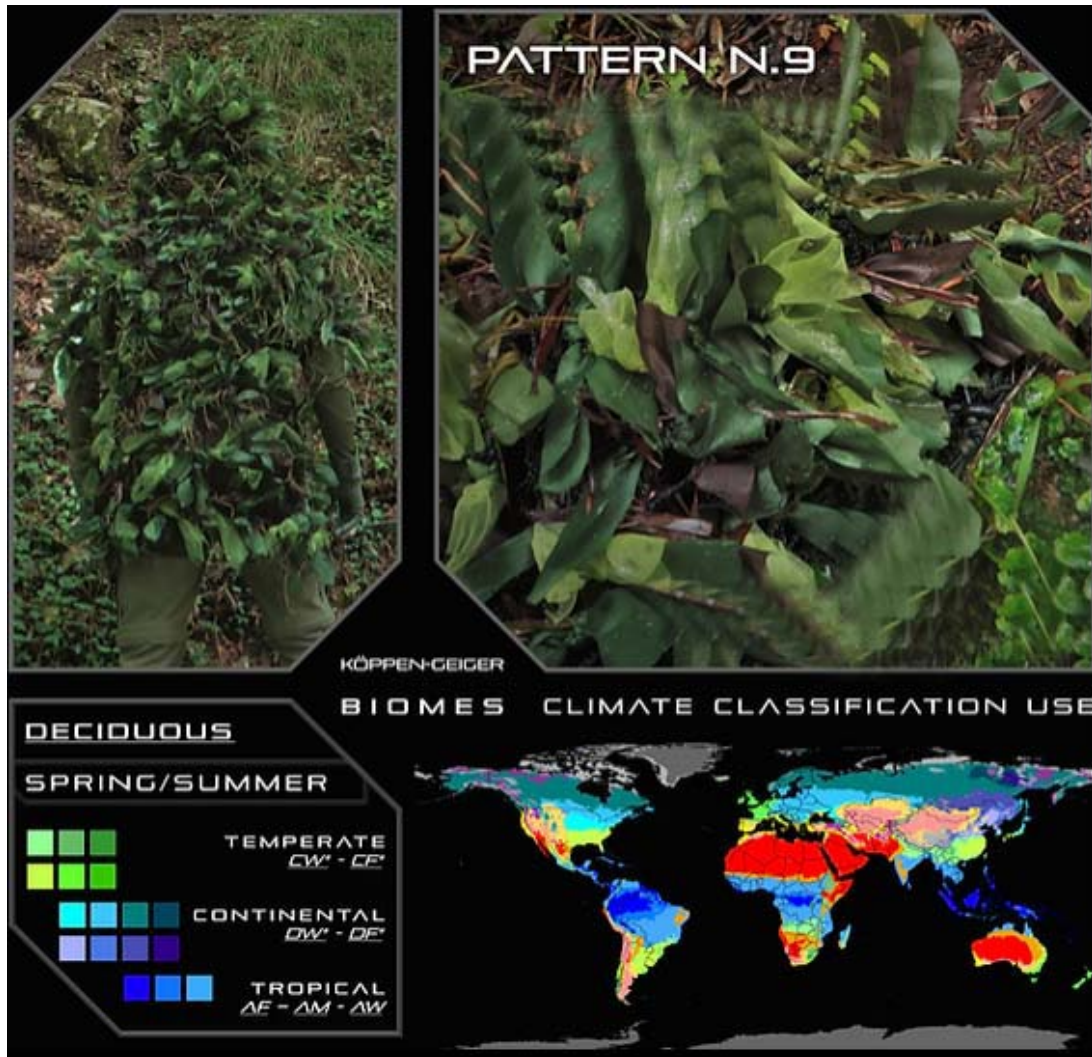 PATTERN N.9
KÖPPEN-GEIGER
BIOMES CLIMATE CLASSIFICATION USE
DECIDUOUS
SPRING/SUMMER
TEMPERATE
CW* - CF*
CONTINENTAL
DW* - DF*
TROPICAL
AF - AM - AW